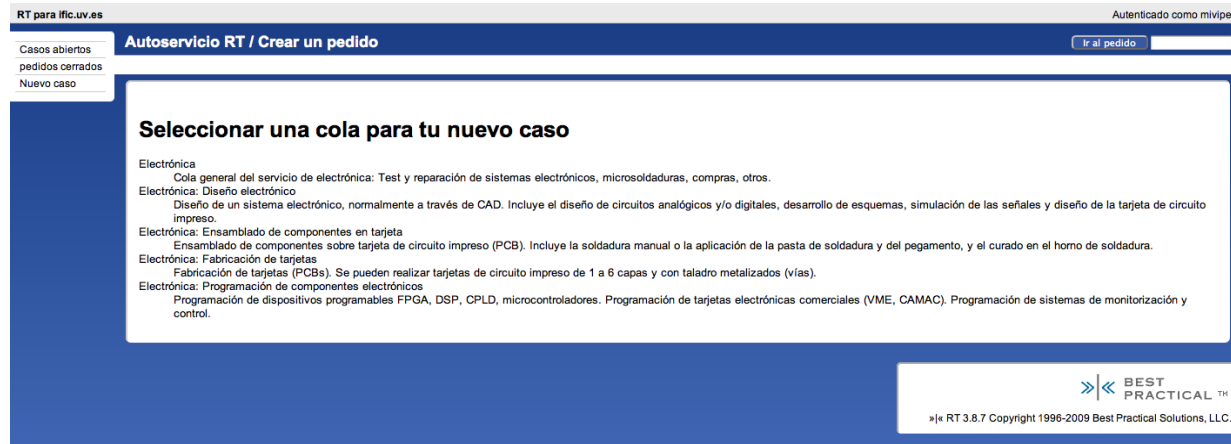 RT para ific.uv.es
Autenticado como mivipe
Casos abiertos
pedidos cerrados
Nuevo caso
Autoservicio RT / Crear un pedido
Ir al pedido
Seleccionar una cola para tu nuevo caso
Electrónica
Cola general del servicio de electrónica: Test y reparación de sistemas electrónicos, microsoldaduras, compras, otros.
Electrónica: Diseño electrónico
Diseño de un sistema electrónico, normalmente a través de CAD. Incluye el diseño de circuitos analógicos y/o digitales, desarrollo de esquemas, simulación de las señales y diseño de la tarjeta de circuito
impreso.
Electrónica: Ensamblado de componentes en tarjeta
Ensamblado de componentes sobre tarjeta de circuito impreso (PCB). Incluye la soldadura manual o la aplicación de la pasta de soldadura y del pegamento, y el curado en el horno de soldadura.
Electrónica: Fabricación de tarjetas
Fabricación de tarjetas (PCBs). Se pueden realizar tarjetas de circuito impreso de 1 a 6 capas y con taladro metalizados (vías).
Electrónica: Programación de componentes electrónicos
Programación de dispositivos programables FPGA, DSP, CPLD, microcontroladores. Programación de tarjetas electrónicas comerciales (VME, CAMAC). Programación de sistemas de monitorización y
control.
»|« BEST
PRACTICAL ™
»|« RT 3.8.7 Copyright 1996-2009 Best Practical Solutions, LLC.